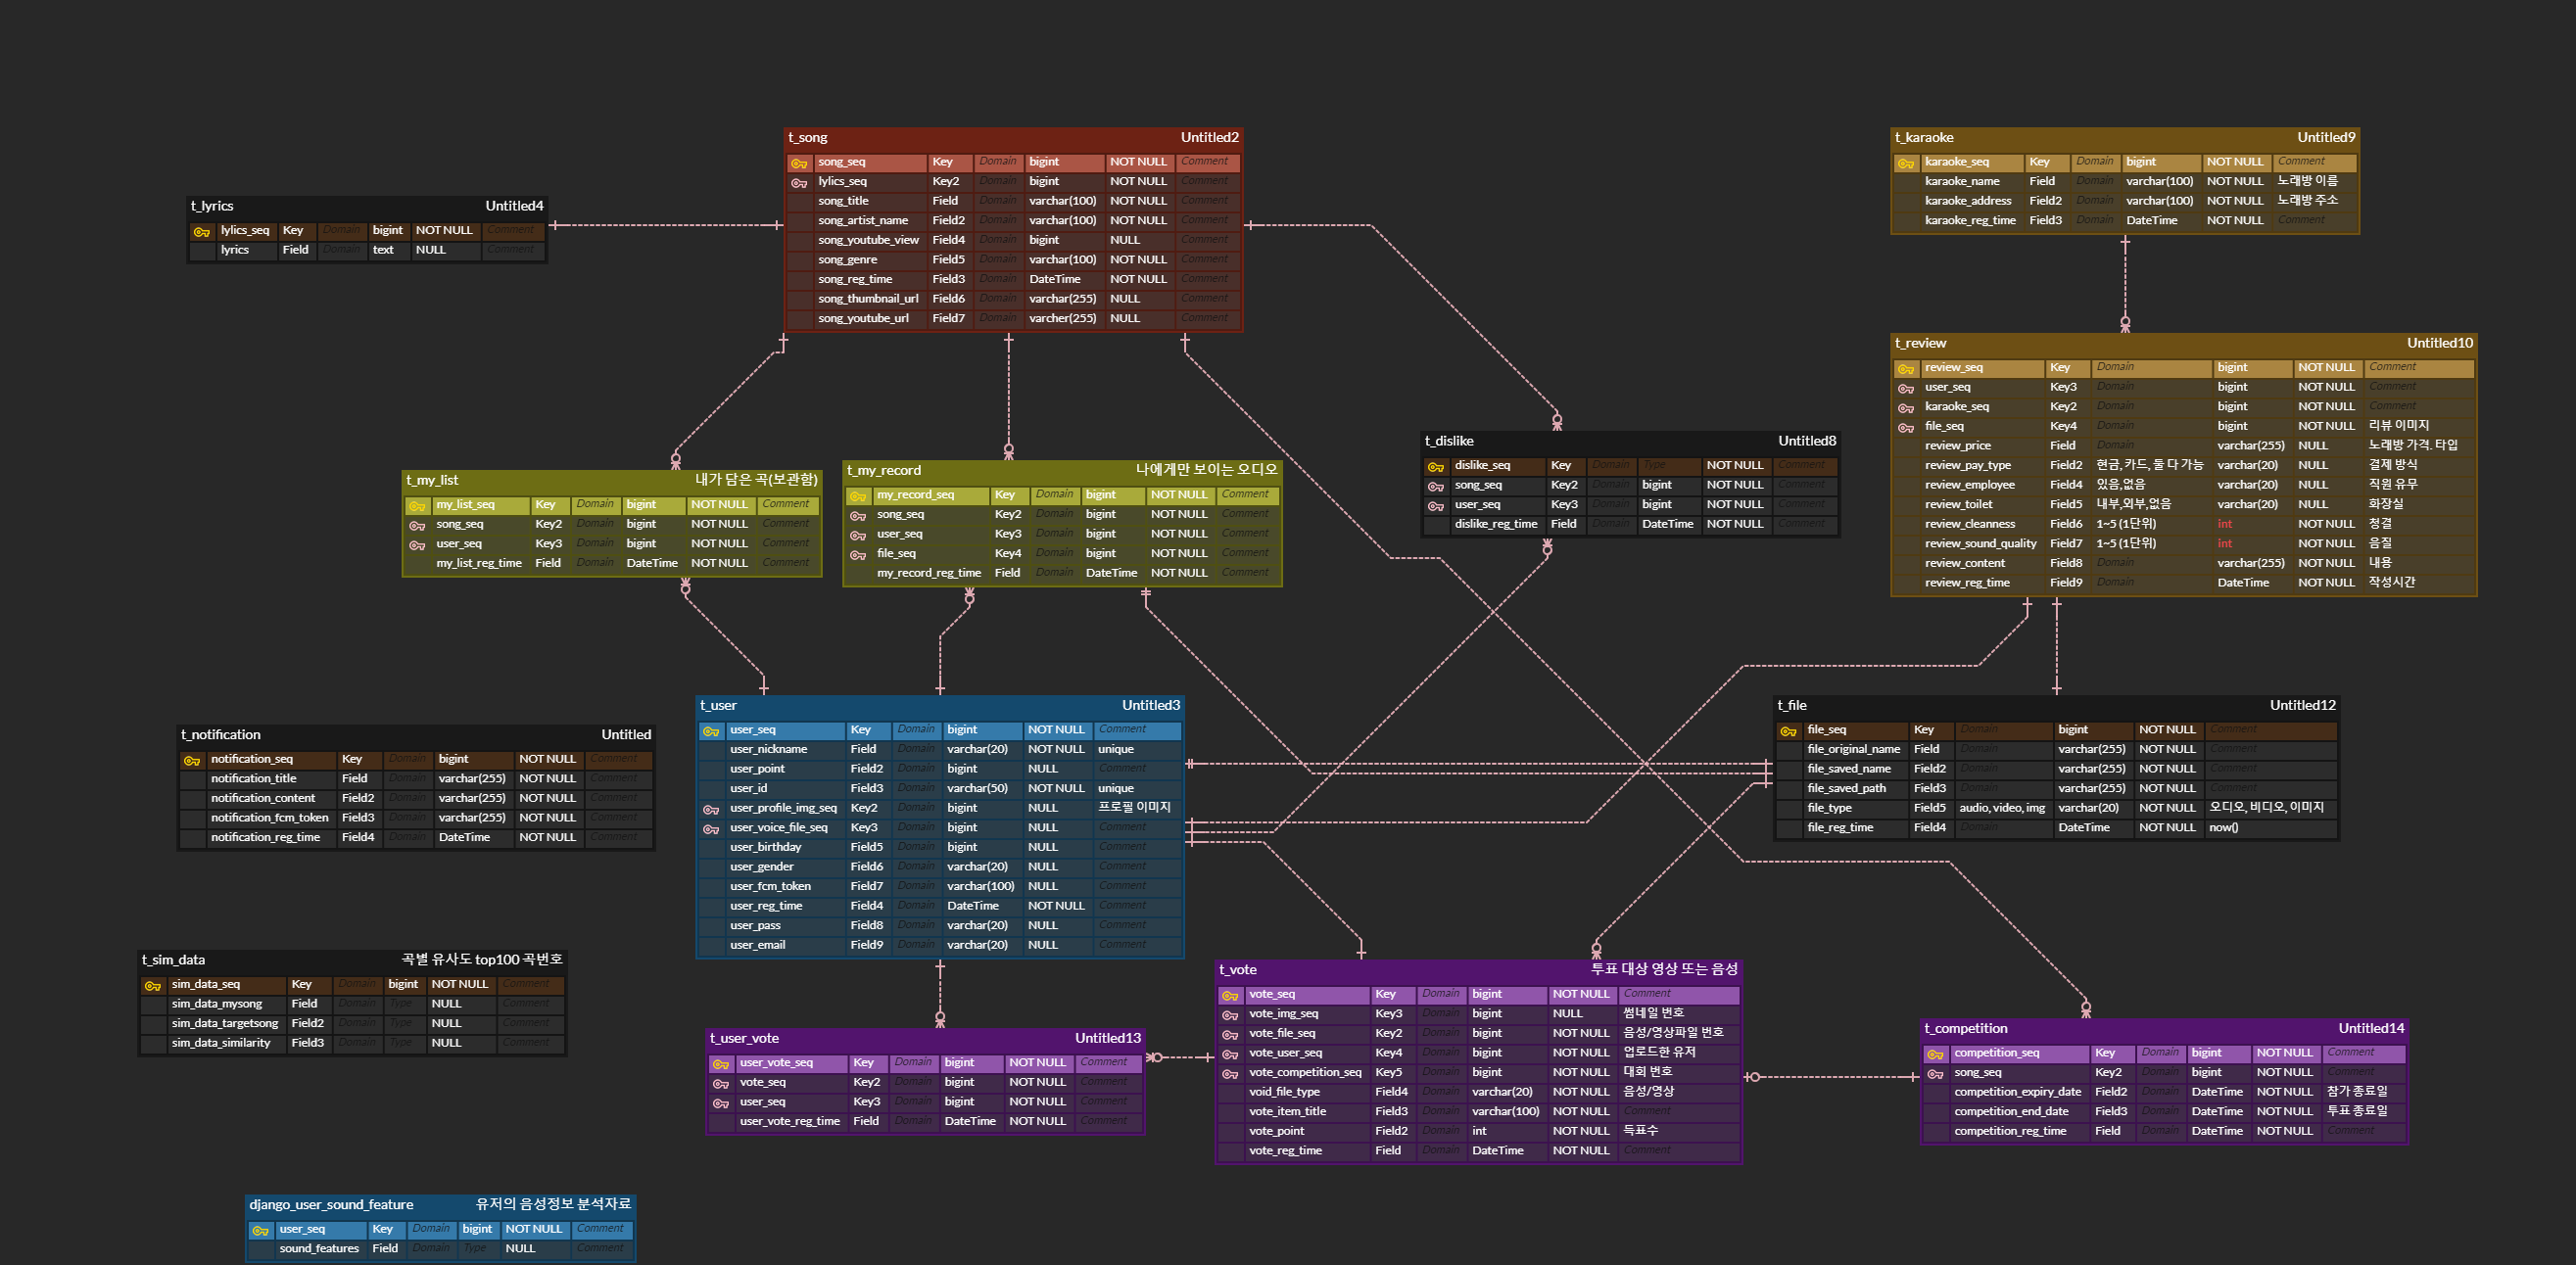 t_song Untitled2
song_seq Key Domain bigint NOT NULL Comment
lylics_seq Key2 Domain bigint NOT NULL Comment
song_title Field Domain varchar(100) NOT NULL Comment
song_artist_name Field2 Domain varchar(100) NOT NULL Comment
song_youtube_view Field4 Domain bigint NULL Comment
song_genre Field5 Domain varchar(100) NOT NULL Comment
song_reg_time Field3 Domain DateTime NOT NULL Comment
song_thumbnail_url Field6 Domain varchar(255) NULL Comment
song_youtube_url Field7 Domain varcher(255) NULL Comment
t_karaoke Untitled9
karaoke_seq Key Domain bigint NOT NULL Comment
karaoke_name Field Domain varchar(100) NOT NULL 노래방 이름
karaoke_address Field2 Domain varchar(100) NOT NULL 노래방 주소
karaoke_reg_time Field3 Domain DateTime NOT NULL Comment
t_lyrics Untitled4
lylics_seq Key Domain bigint NOT NULL Comment
lyrics Field Domain text NULL Comment
t_review Untitled10
review_seq Key Domain bigint NOT NULL Comment
user_seq Key3 Domain bigint NOT NULL Comment
karaoke_seq Key2 Domain bigint NOT NULL Comment
file_seq Key4 Domain bigint NOT NULL 리뷰 이미지
review_price Field Domain varchar(255) NULL 노래방 가격. 타입
review_pay_type Field2 현금, 카드, 둘 다 가능 varchar(20) NULL 결제 방식
review_employee Field4 있음,없음 varchar(20) NULL 직원 유무
review_toilet Field5 내부,외부,없음 varchar(20) NULL 화장실
review_cleanness Field6 1~5 (1단위) int NOT NULL 청결
review_sound_quality Field7 1~5 (1단위) int NOT NULL 음질
review_content Field8 Domain varchar(255) NULL 내용
review_reg_time Field9 Domain DateTime NOT NULL 작성시간
t_dislike Untitled8
dislike_seq Key Domain Type NOT NULL Comment
song_seq Key2 Domain bigint NOT NULL Comment
user_seq Key3 Domain bigint NOT NULL Comment
dislike_reg_time Field Domain DateTime NOT NULL Comment
t_my_list 내가 담은 곡(보관함)
my_list_seq Key Domain bigint NOT NULL Comment
song_seq Key2 Domain bigint NOT NULL Comment
user_seq Key3 Domain bigint NOT NULL Comment
my_list_reg_time Field Domain DateTime NOT NULL Comment
t_my_record 나에게만 보이는 오디오
my_record_seq Key Domain bigint NOT NULL Comment
song_seq Key2 Domain bigint NOT NULL Comment
user_seq Key3 Domain bigint NOT NULL Comment
file_seq Key4 Domain bigint NOT NULL Comment
my_record_reg_time Field Domain DateTime NOT NULL Comment
t_user Untitled3
user_seq Key Domain bigint NOT NULL Comment
user_nickname Field Domain varchar(20) NOT NULL unique
user_point Field2 Domain bigint NULL Comment
user_id Field3 Domain varchar(50) NOT NULL unique
user_profile_img_seq Key2 Domain bigint NULL 프로필 이미지
user_voice_file_seq Key3 Domain bigint NULL Comment
user_birthday Field5 Domain bigint NULL Comment
user_gender Field6 Domain varchar(20) NULL Comment
user_fcm_token Field7 Domain varchar(100) NULL Comment
user_reg_time Field4 Domain DateTime NOT NULL Comment
user_pass Field8 Domain varchar(20) NULL Comment
user_email Field9 Domain varchar(20) NULL Comment
t_file Untitled12
file_seq Key Domain bigint NOT NULL Comment
file_original_name Field Domain varchar(255) NOT NULL Comment
file_saved_name Field2 Domain varchar(255) NOT NULL Comment
file_saved_path Field3 Domain varchar(255) NOT NULL Comment
file_type Field5 audio, video, img varchar(20) NOT NULL 오디오, 비디오, 이미지
file_reg_time Field4 Domain DateTime NOT NULL now()
t_notification Untitled
notification_seq Key Domain bigint NOT NULL Comment
notification_title Field Domain varchar(255) NOT NULL Comment
notification_content Field2 Domain varchar(255) NOT NULL Comment
notification_fcm_token Field3 Domain varchar(255) NOT NULL Comment
notification_reg_time Field4 Domain DateTime NOT NULL Comment
t_sim_data 곡별 유사도 top100 곡번호
sim_data_seq Key Domain bigint NOT NULL Comment
sim_data_mysong Field Domain Type NULL Comment
sim_data_targetsong Field2 Domain Type NULL Comment
sim_data_similarity Field3 Domain Type NULL Comment
t_vote 투표 대상 영상 또는 음성
vote_seq Key Domain bigint NOT NULL Comment
vote_img_seq Key3 Domain bigint NULL 썸네일 번호
vote_file_seq Key2 Domain bigint NOT NULL 음성/영상파일 번호
vote_user_seq Key4 Domain bigint NOT NULL 업로드한 유저
vote_competition_seq Key5 Domain bigint NOT NULL 대회 번호
void_file_type Field4 Domain varchar(20) NOT NULL 음성/영상
vote_item_title Field3 Domain varchar(100) NOT NULL Comment
vote_point Field2 Domain int NOT NULL 득표수
vote_reg_time Field Domain DateTime NOT NULL Comment
t_user_vote Untitled13
user_vote_seq Key Domain bigint NOT NULL Comment
vote_seq Key2 Domain bigint NOT NULL Comment
user_seq Key3 Domain bigint NOT NULL Comment
user_vote_reg_time Field Domain DateTime NOT NULL Comment
t_competition Untitled14
competition_seq Key Domain bigint NOT NULL Comment
song_seq Key2 Domain bigint NOT NULL Comment
competition_expiry_date Field2 Domain DateTime NOT NULL 참가 종료일
competition_end_date Field3 Domain DateTime NOT NULL 투표 종료일
competition_reg_time Field Domain DateTime NOT NULL Comment
django_user_sound_feature 유저의 음성정보 분석자료
user_seq Key Domain bigint NOT NULL Comment
sound_features Field Domain Type NULL Comment